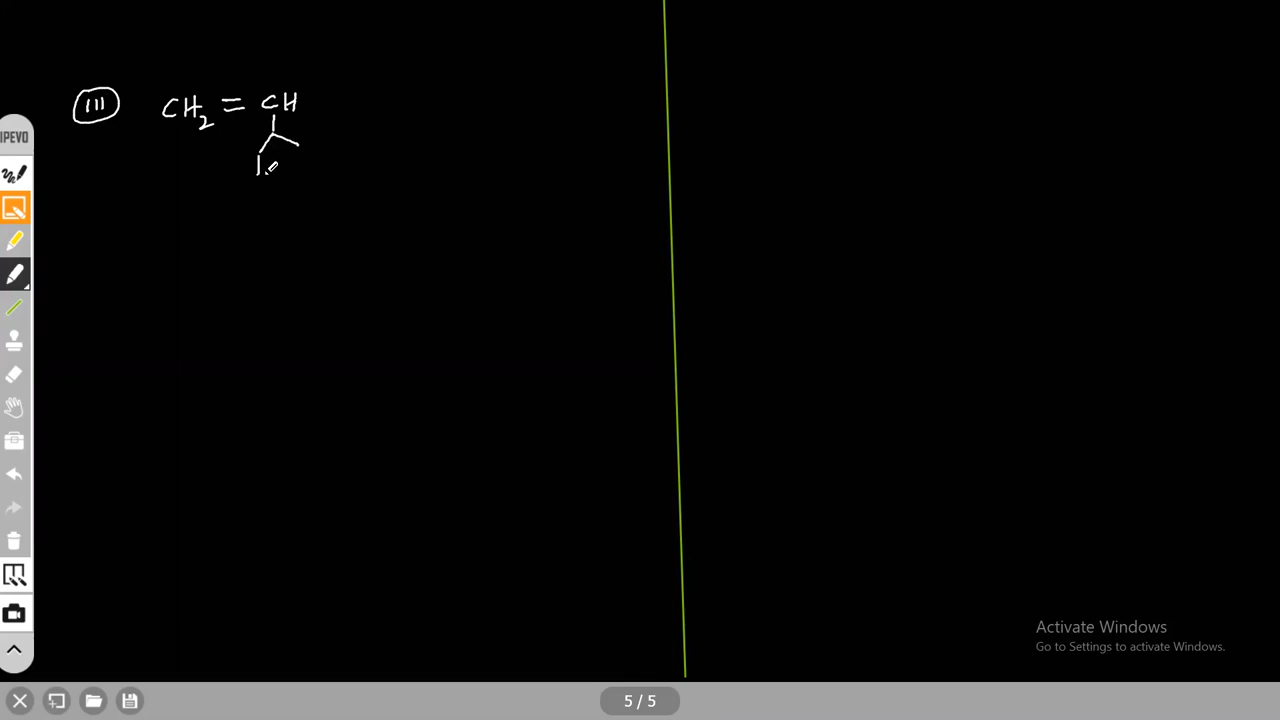 IPEVO
(III) CH₂ = CH
5 / 5
Activate Windows
Go to Settings to activate Windows.